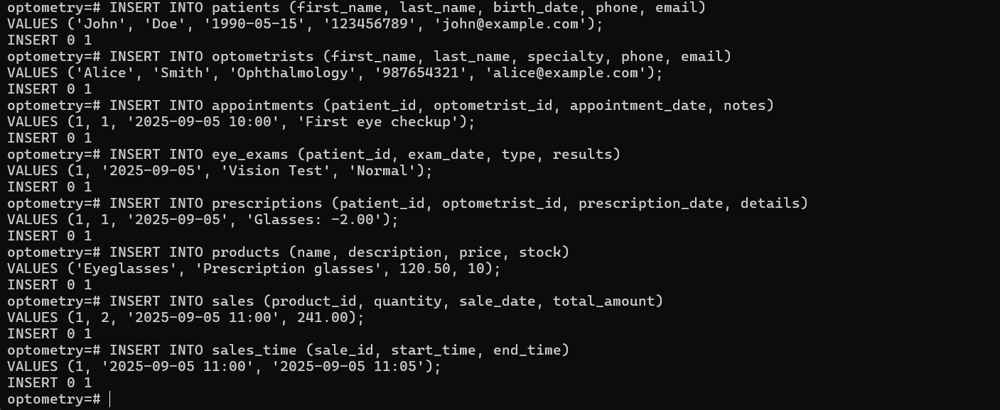 optometry=# INSERT INTO patients (first_name, last_name, birth_date, phone, email)
VALUES ('John', 'Doe', '1990-05-15', '123456789', 'john@example.com');
INSERT 0 1
optometry=# INSERT INTO optometrists (first_name, last_name, specialty, phone, email)
VALUES ('Alice', 'Smith', 'Ophthalmology', '987654321', 'alice@example.com');
INSERT 0 1
optometry=# INSERT INTO appointments (patient_id, optometrist_id, appointment_date, notes)
VALUES (1, 1, '2025-09-05 10:00', 'First eye checkup');
INSERT 0 1
optometry=# INSERT INTO eye_exams (patient_id, exam_date, type, results)
VALUES (1, '2025-09-05', 'Vision Test', 'Normal');
INSERT 0 1
optometry=# INSERT INTO prescriptions (patient_id, optometrist_id, prescription_date, details)
VALUES (1, 1, '2025-09-05', 'Glasses: -2.00');
INSERT 0 1
optometry=# INSERT INTO products (name, description, price, stock)
VALUES ('Eyeglasses', 'Prescription glasses', 120.50, 10);
INSERT 0 1
optometry=# INSERT INTO sales (product_id, quantity, sale_date, total_amount)
VALUES (1, 2, '2025-09-05 11:00', 241.00);
INSERT 0 1
optometry=# INSERT INTO sales_time (sale_id, start_time, end_time)
VALUES (1, '2025-09-05 11:00', '2025-09-05 11:05');
INSERT 0 1
optometry=#